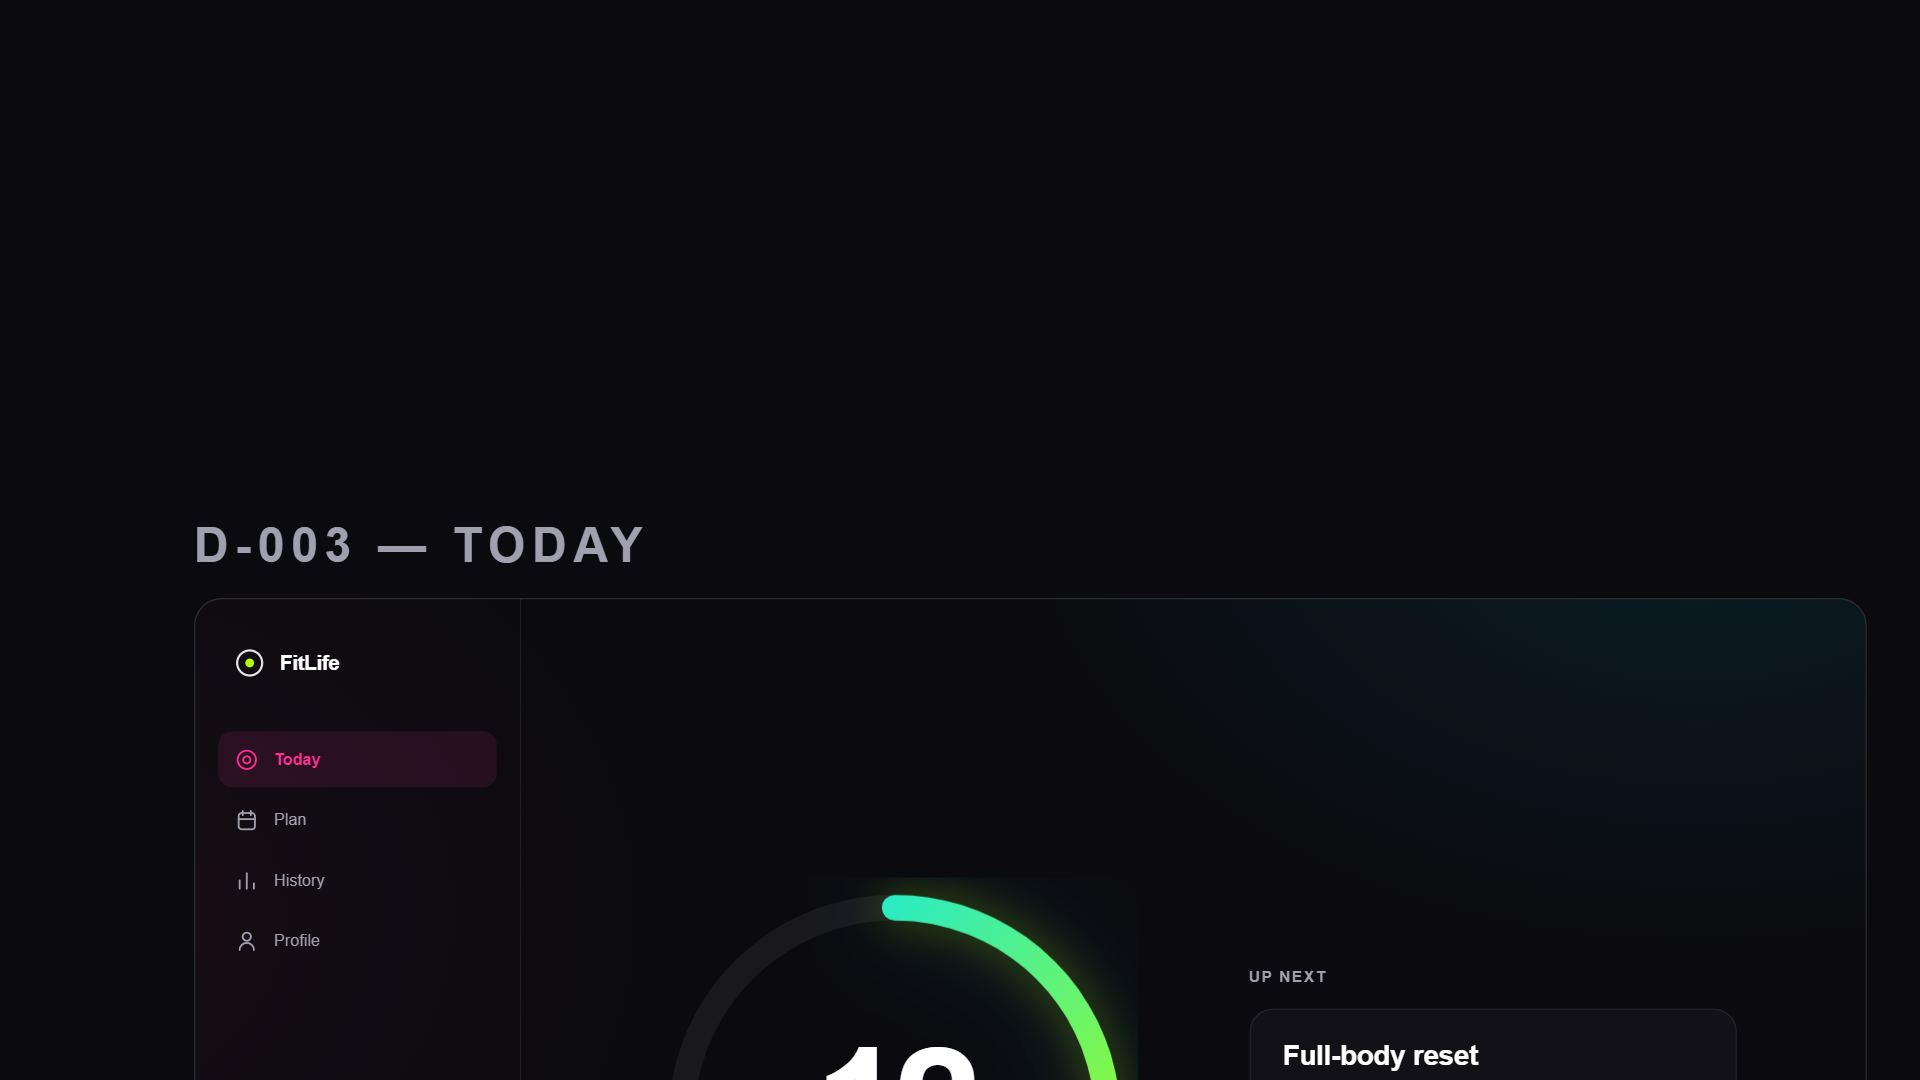 D-003 — TODAY
FitLife
Today
Plan
History
Profile
UP NEXT
Full-body reset